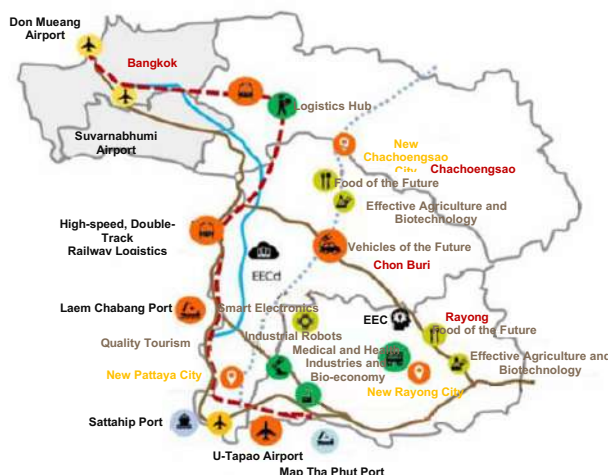 Don Mueang
Airport
Bangkok
Logistics Hub
Suvarnabhumi
Airport
New
Chachoengsao
City
Chachoengsao
Food of the Future
Effective Agriculture and
Biotechnology
High-speed, Double-
Track
Railway Logistics
Vehicles of the Future
EECd
Chon Buri
Laem Chabang Port
Smart Electronics
EEC
Rayong
Food of the Future
Quality Tourism
Industrial Robots
Medical and Health
Industries and
Bio-economy
Effective Agriculture and
Biotechnology
New Pattaya City
New Rayong City
Sattahip Port
U-Tapao Airport
Map Tha Phut Port